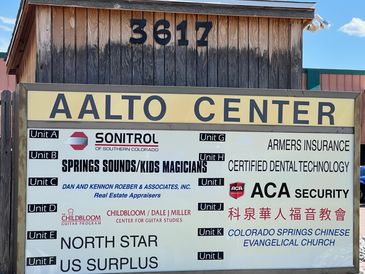 3617
AALTO CENTER
Unit A SONITROL
OF SOUTHERN COLORADO
Unit B SPRINGS SOUNDS/KIDS MAGICIANS
Unit C DAN AND KENNON ROEBER & ASSOCIATES, INC.
Real Estate Appraisers
Unit D CHILDBLOOM GUITAR PROGRAM CHILDBLOOM / DALE J MILLER
CENTER FOR GUITAR STUDIES
Unit E NORTH STAR
Unit F US SURPLUS
Unit G ARMERS INSURANCE
Unit H CERTIFIED DENTAL TECHNOLOGY
Unit I ACA ACA SECURITY
Unit J 科泉華人福音教會
Unit K COLORADO SPRINGS CHINESE
EVANGELICAL CHURCH
Unit L